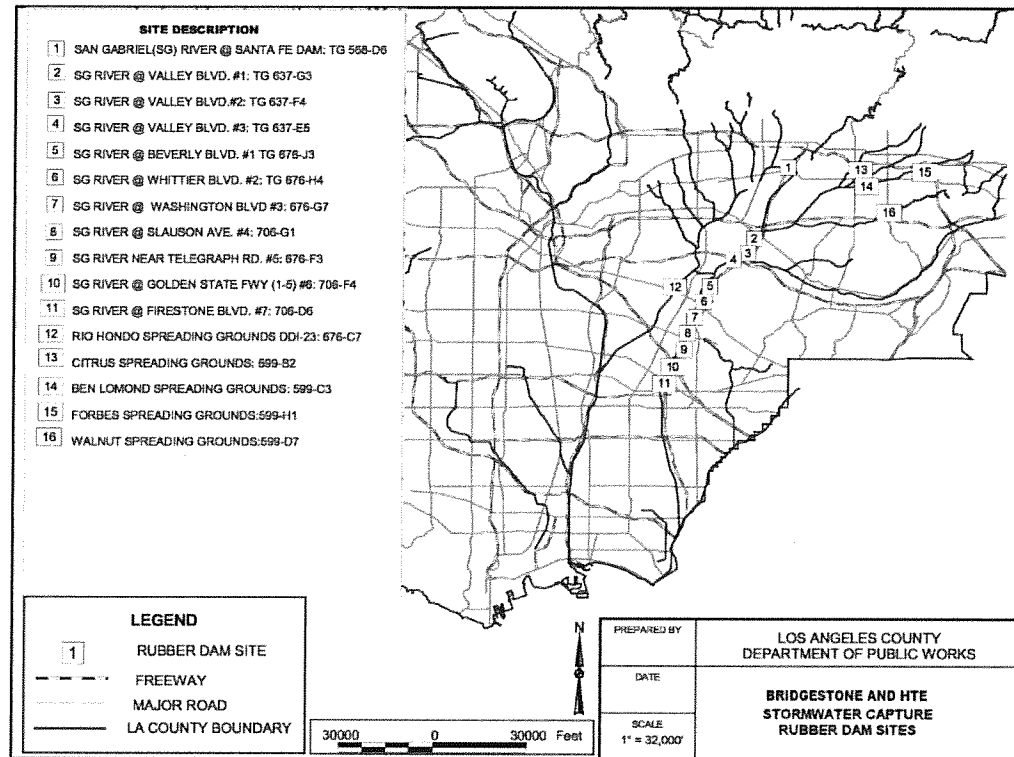 SITE DESCRIPTION
1 SAN GABRIEL(SG) RIVER @ SANTA FE DAM: TG 568-D6
2 SG RIVER @ VALLEY BLVD. #1: TG 637-G3
3 SG RIVER @ VALLEY BLVD.#2: TG 637-F4
4 SG RIVER @ VALLEY BLVD. #3: TG 637-E5
5 SG RIVER @ BEVERLY BLVD. #1 TG 676-J3
6 SG RIVER @ WHITTIER BLVD. #2: TG 676-H4
7 SG RIVER @ WASHINGTON BLVD #3: 676-G7
8 SG RIVER @ SLAUSON AVE. #4: 706-G1
9 SG RIVER NEAR TELEGRAPH RD. #5: 676-F3
10 SG RIVER @ GOLDEN STATE FWY (1-5) #6: 706-F4
11 SG RIVER @ FIRESTONE BLVD. #7: 706-D6
12 RIO HONDO SPREADING GROUNDS DDI-23: 676-C7
13 CITRUS SPREADING GROUNDS: 599-B2
14 BEN LOMOND SPREADING GROUNDS: 599-C3
15 FORBES SPREADING GROUNDS:599-H1
16 WALNUT SPREADING GROUNDS:599-D7
1
13
15
14
16
2
3
4
12
5
6
7
8
9
10
11
LEGEND
1 RUBBER DAM SITE
FREEWAY
MAJOR ROAD
LA COUNTY BOUNDARY
N
30000 0 30000 Feet
PREPARED BY
DATE
SCALE
1" = 32,000'
LOS ANGELES COUNTY
DEPARTMENT OF PUBLIC WORKS
BRIDGESTONE AND HTE
STORMWATER CAPTURE
RUBBER DAM SITES